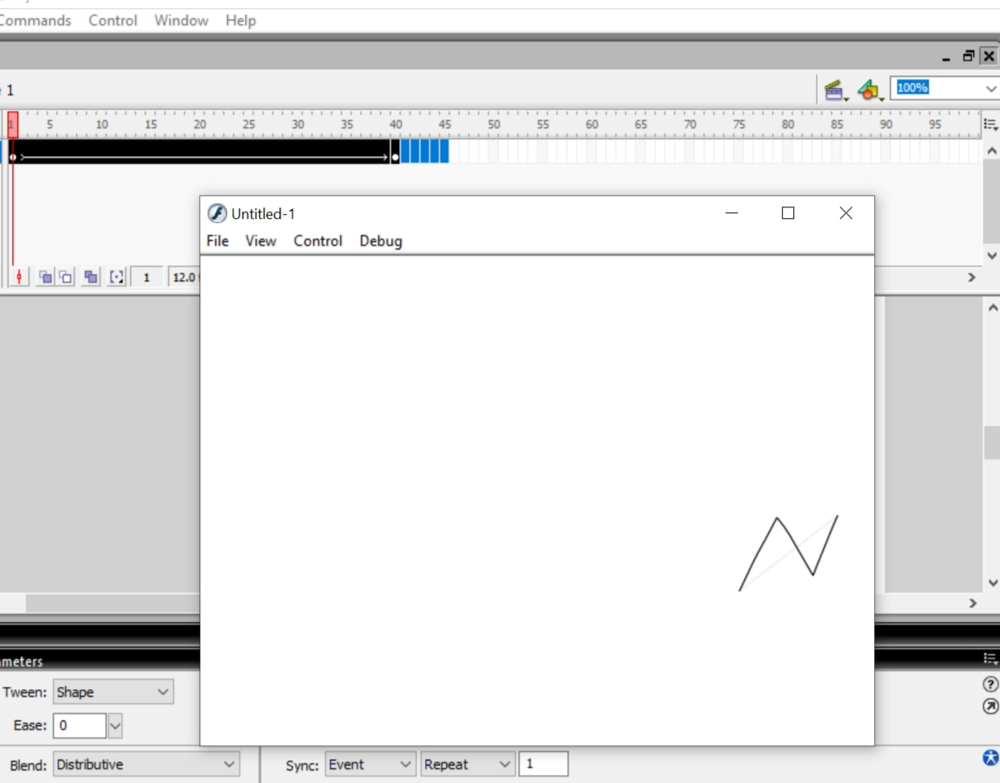 Commands Control Window Help
1
100%
1 5 10 15 20 25 30 35 40 45 50 55 60 65 70 75 80 85 90 95
Untitled-1
File View Control Debug
1 12.0
Tween: Shape
Ease: 0
Blend: Distributive
Sync: Event Repeat 1